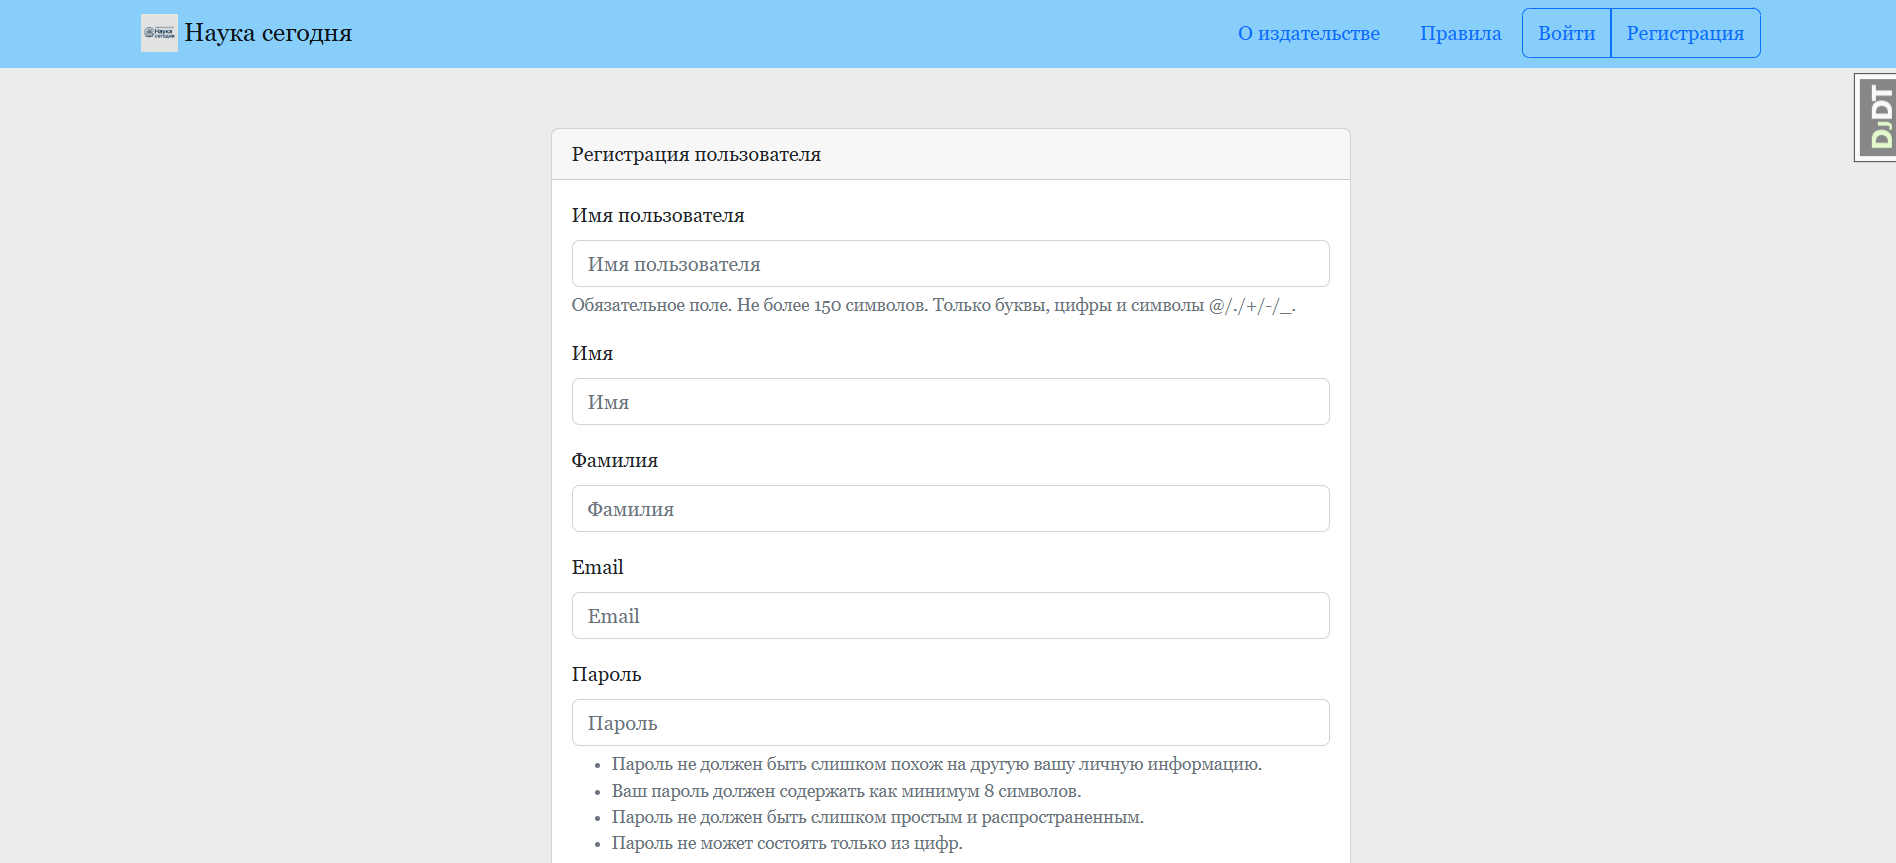 Наука сегодня
Наука сегодня
О издательстве
Правила
Войти
Регистрация
DJDT
Регистрация пользователя
Имя пользователя
Имя пользователя
Обязательное поле. Не более 150 символов. Только буквы, цифры и символы @/./+/-/_.
Имя
Имя
Фамилия
Фамилия
Email
Email
Пароль
Пароль
• Пароль не должен быть слишком похож на другую вашу личную информацию.
• Ваш пароль должен содержать как минимум 8 символов.
• Пароль не должен быть слишком простым и распространенным.
• Пароль не может состоять только из цифр.